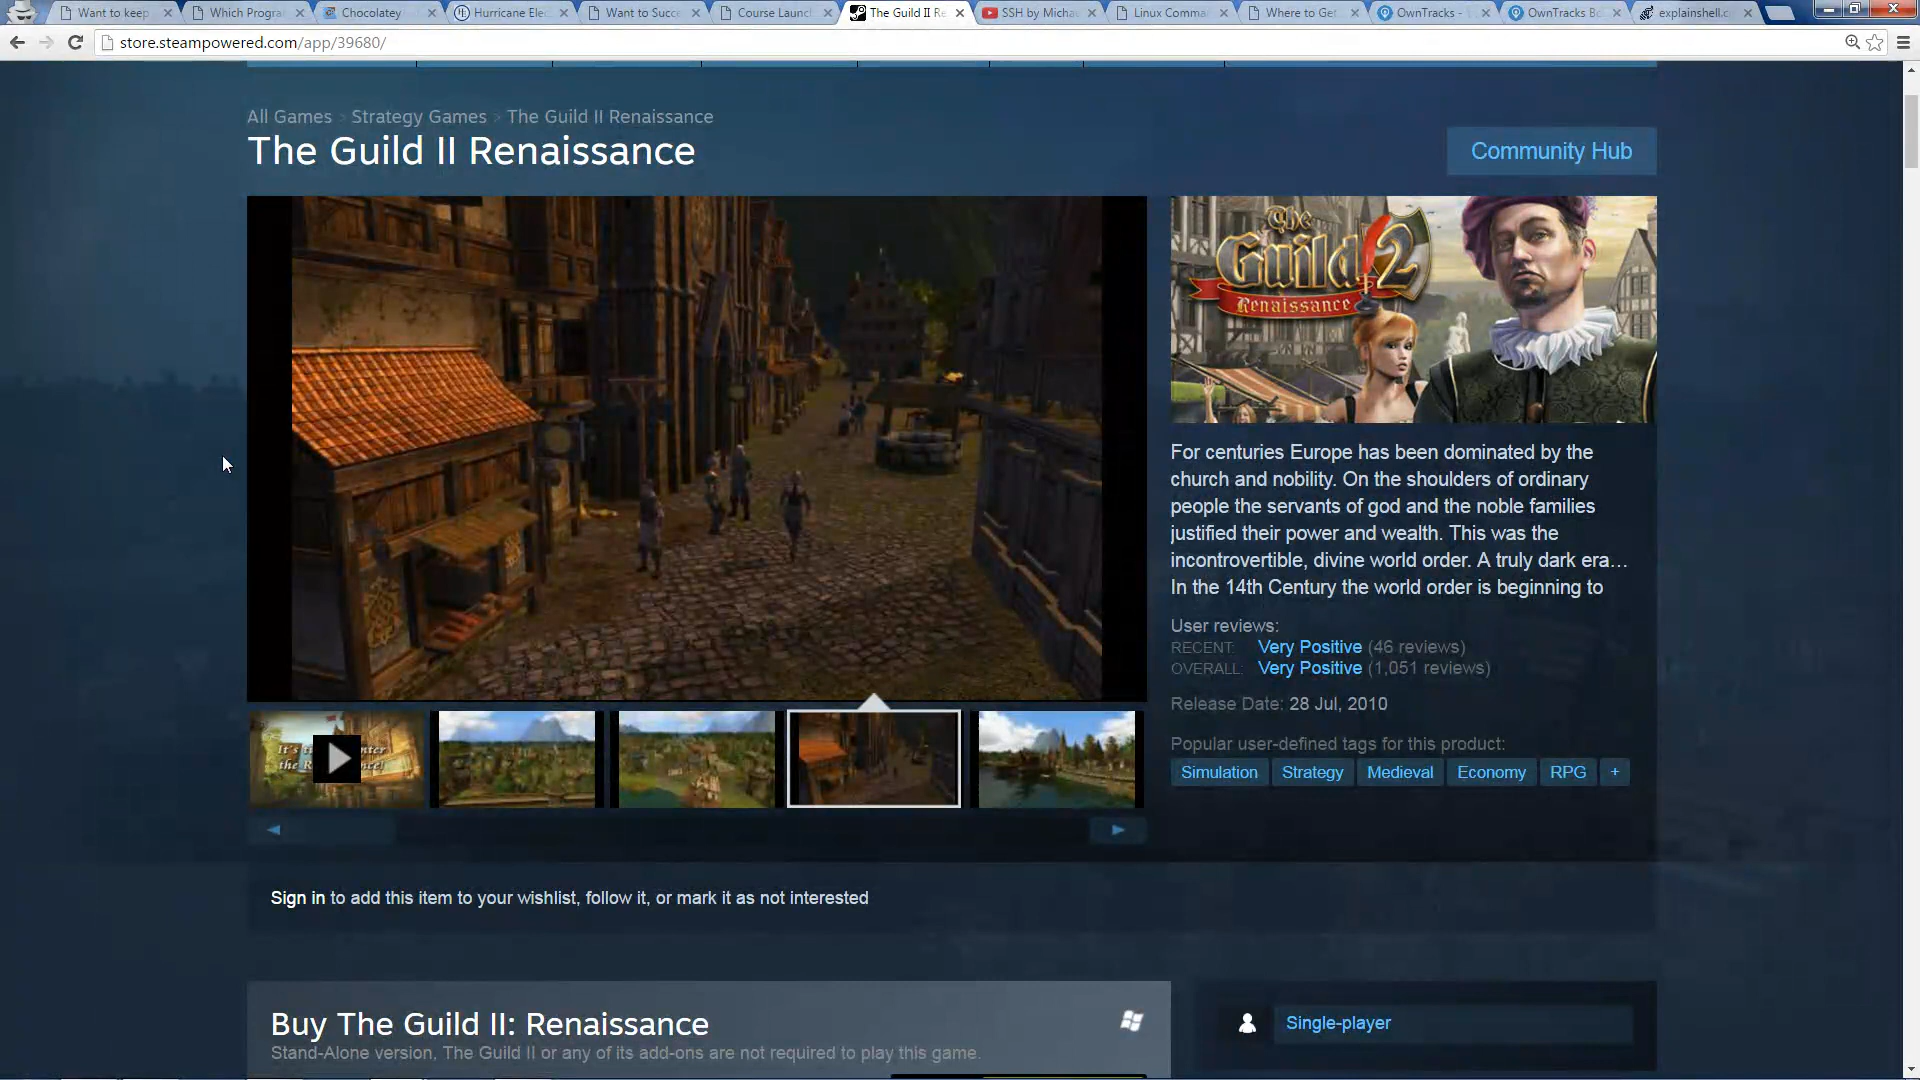 Want to keep
Which Progra
Chocolatey
Hurricane Ele
Want to Succe
Course Launc
The Guild II Re
SSH by Micha
Linux Comma
Where to Get
OwnTracks -
OwnTracks Bo
explainshell.c
store.steampowered.com/app/39680/
All Games > Strategy Games > The Guild II Renaissance
The Guild II Renaissance
Community Hub
The
Guild 2
Renaissance
For centuries Europe has been dominated by the
church and nobility. On the shoulders of ordinary
people the servants of god and the noble families
justified their power and wealth. This was the
incontrovertible, divine world order. A truly dark era…
In the 14th Century the world order is beginning to
User reviews:
RECENT: Very Positive (46 reviews)
OVERALL: Very Positive (1,051 reviews)
Release Date: 28 Jul, 2010
Popular user-defined tags for this product:
Simulation Strategy Medieval Economy RPG +
Sign in to add this item to your wishlist, follow it, or mark it as not interested
Buy The Guild II: Renaissance
Stand-Alone version, The Guild II or any of its add-ons are not required to play this game.
Single-player